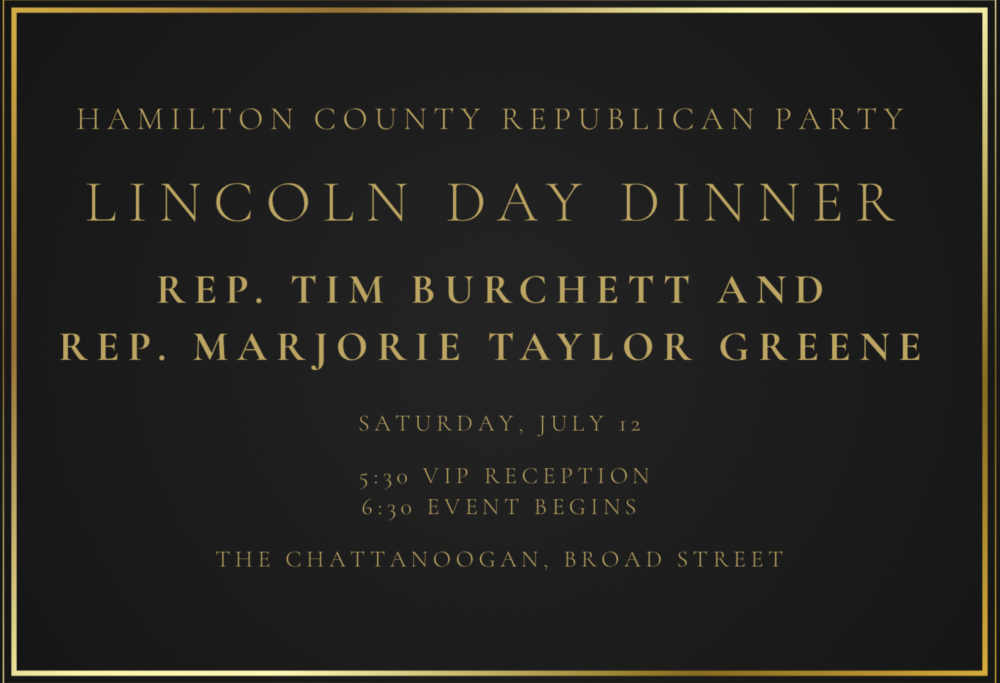 HAMILTON COUNTY REPUBLICAN PARTY
LINCOLN DAY DINNER
REP. TIM BURCHETT AND
REP. MARJORIE TAYLOR GREENE
SATURDAY, JULY 12
5:30 VIP RECEPTION
6:30 EVENT BEGINS
THE CHATTANOOGAN, BROAD STREET